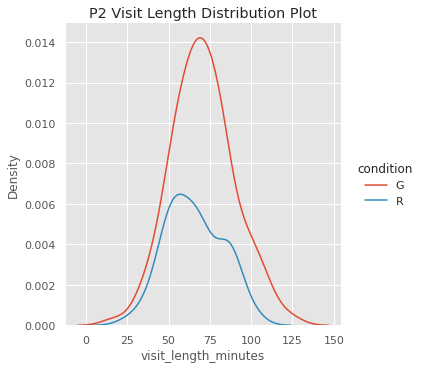 P2 Visit Length Distribution Plot
0.014
0.012
0.010
0.008
0.006
0.004
0.002
0.000
Density
0
25
50
75
100
125
150
visit_length_minutes
condition
G
R